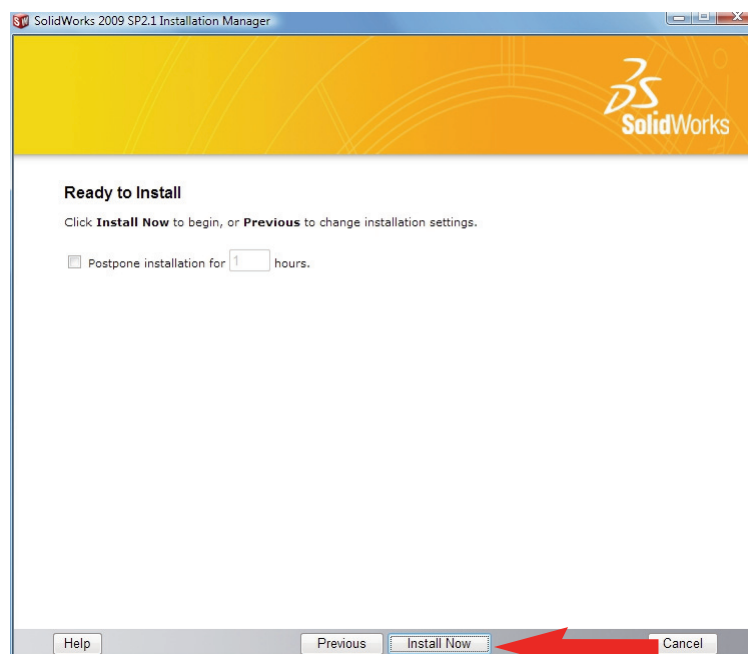 SolidWorks 2009 SP2.1 Installation Manager
SolidWorks
Ready to Install
Click Install Now to begin, or Previous to change installation settings.
Postpone installation for 1 hours.
Help Previous Install Now Cancel